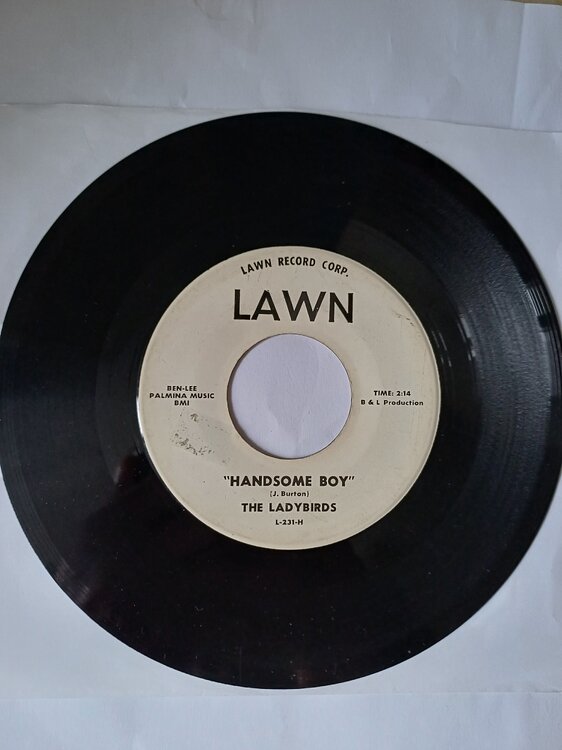 LAWN RECORD CORP.
LAWN
BEN-LEE
PALMINA MUSIC
BMI
TIME: 2:14
B & L Production
"HANDSOME BOY"
(J. Burton)
THE LADYBIRDS
L-231-H